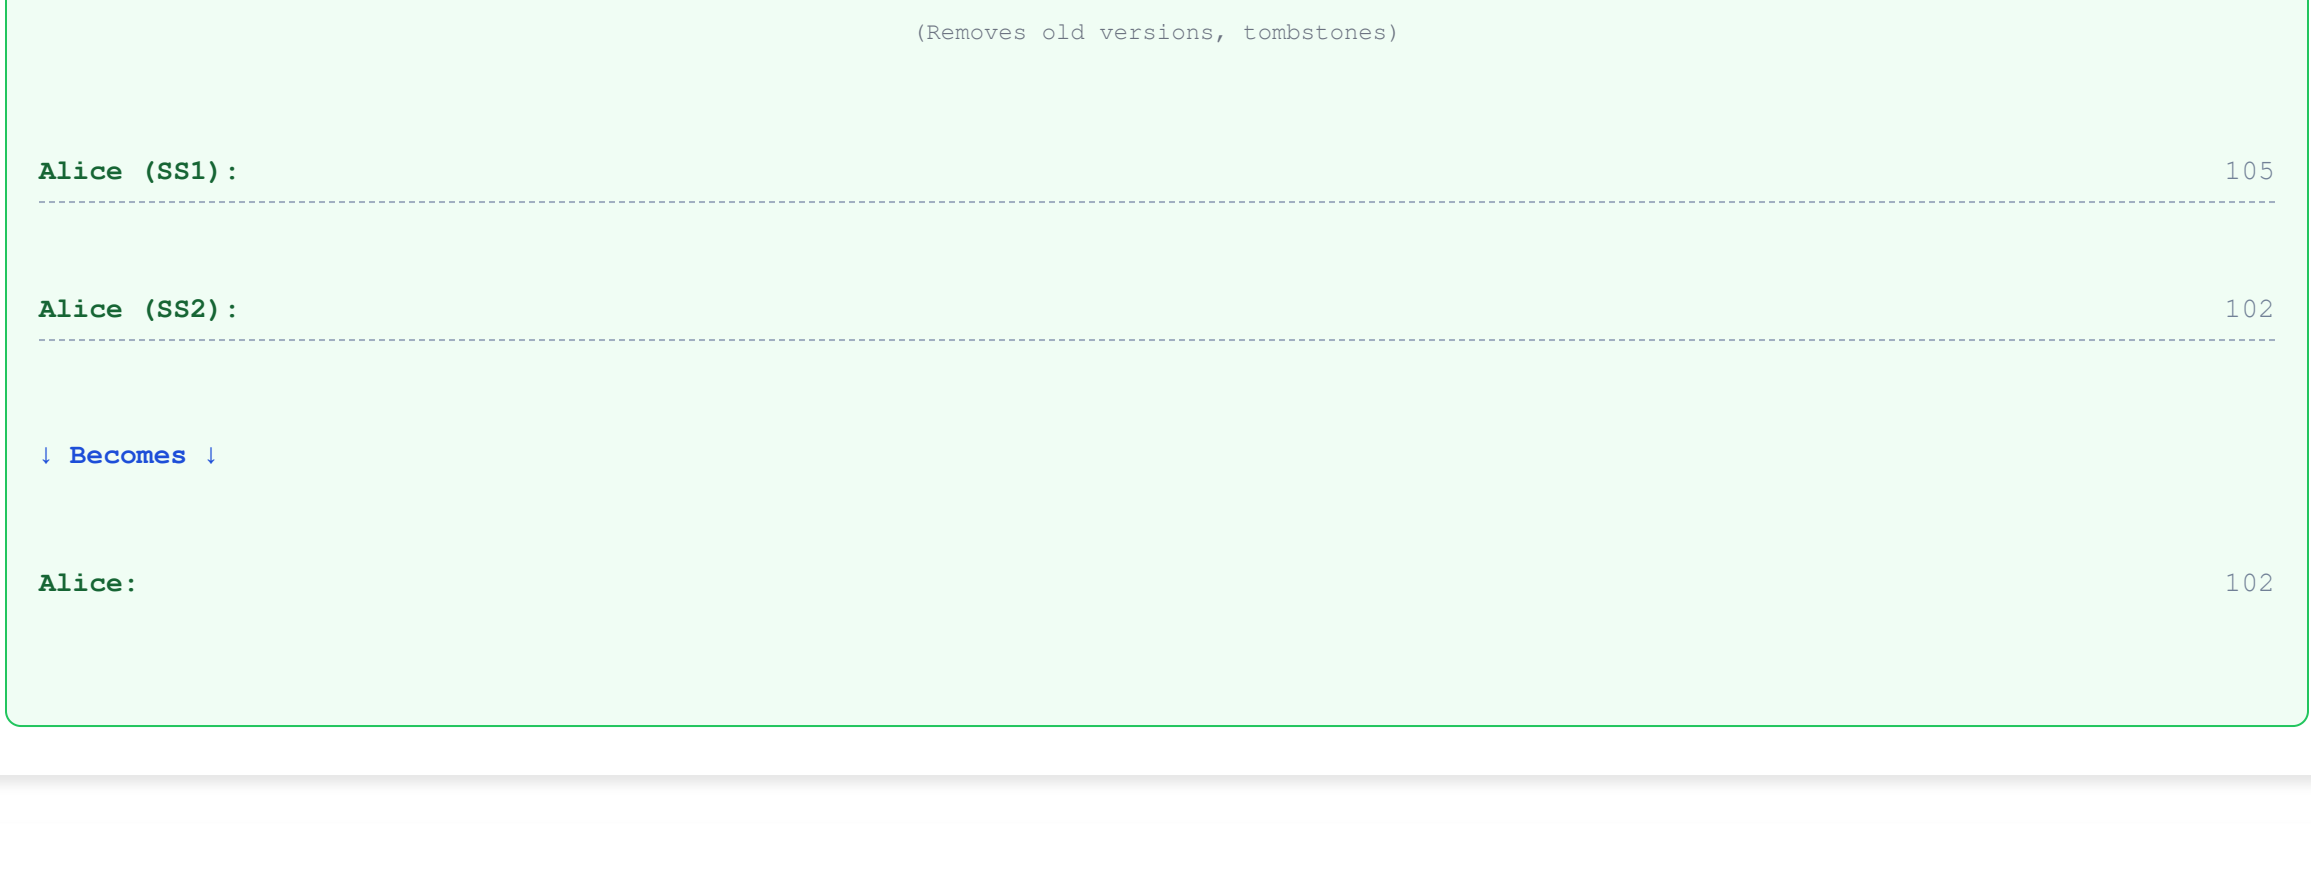 (Removes old versions, tombstones)
Alice (SS1): 105
Alice (SS2): 102
↓ Becomes ↓
Alice: 102